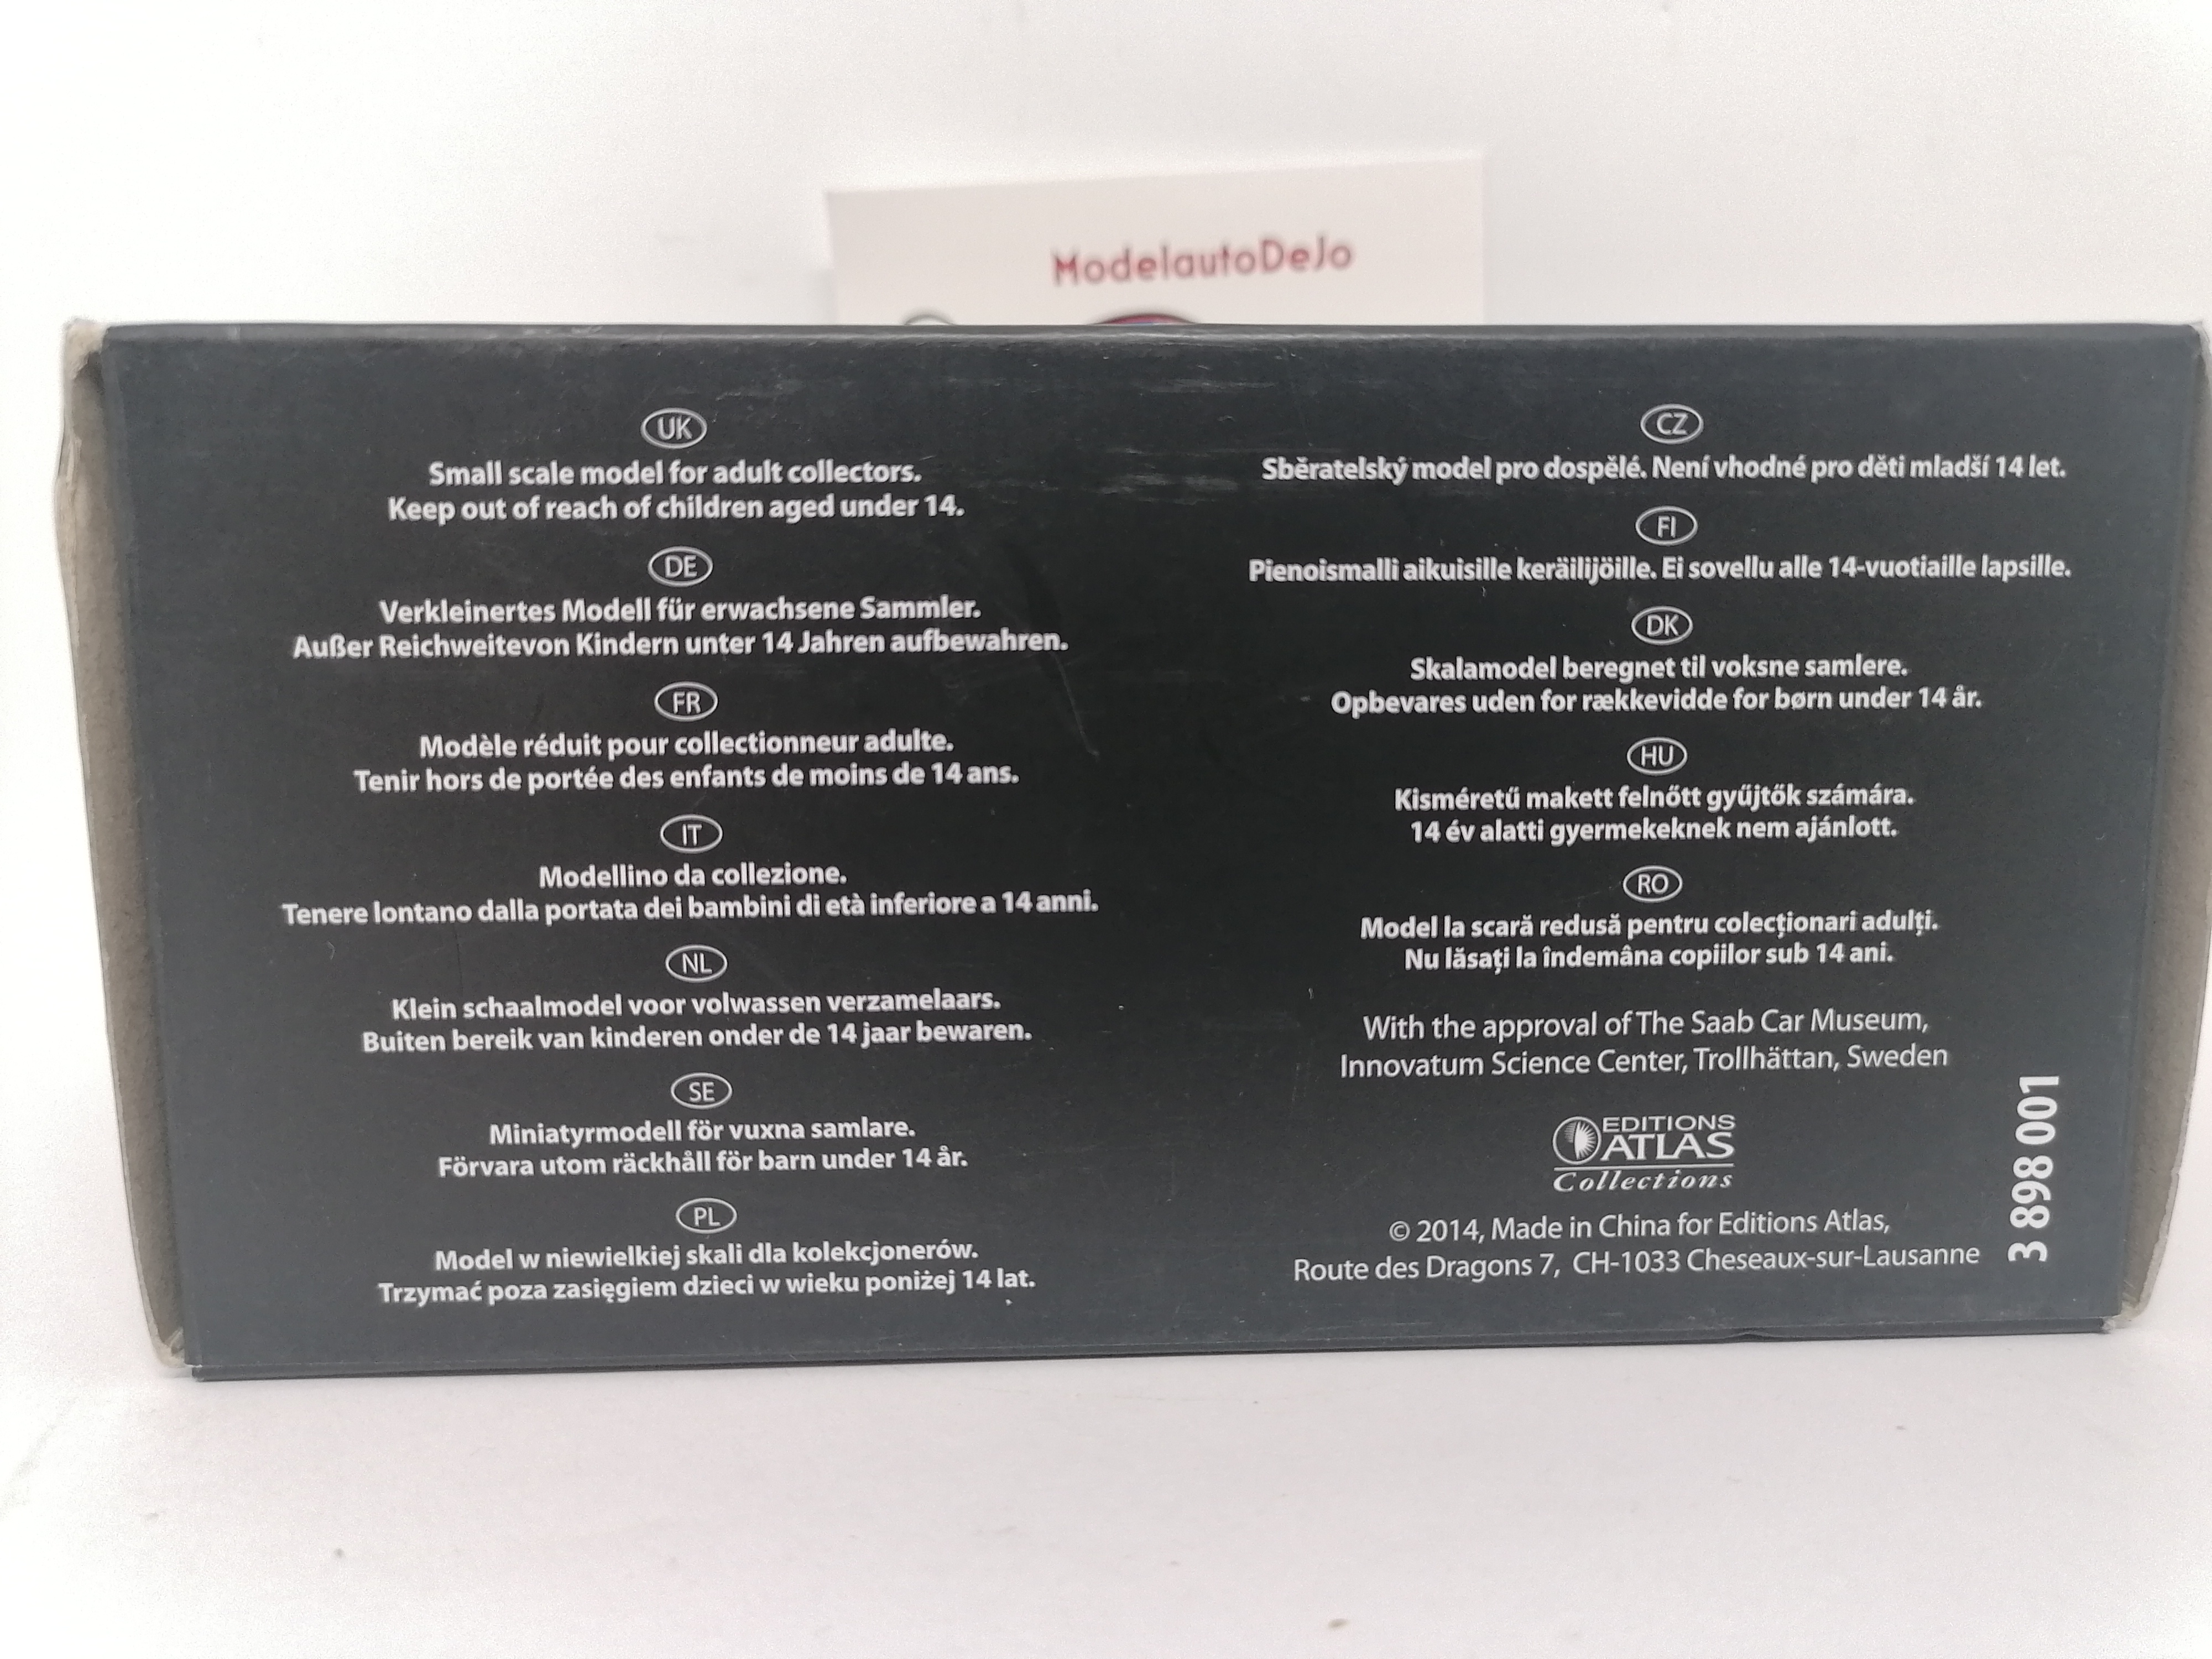 ModelautoDeJo
UK
Small scale model for adult collectors.
Keep out of reach of children aged under 14.
DE
Verkleinertes Modell für erwachsene Sammler.
Außer Reichweitevon Kindern unter 14 Jahren aufbewahren.
FR
Modèle réduit pour collectionneur adulte.
Tenir hors de portée des enfants de moins de 14 ans.
IT
Modellino da collezione.
Tenere lontano dalla portata dei bambini di età inferiore a 14 anni.
NL
Klein schaalmodel voor volwassen verzamelaars.
Buiten bereik van kinderen onder de 14 jaar bewaren.
SE
Miniatyrmodell för vuxna samlare.
Förvara utom räckhåll för barn under 14 år.
PL
Model w niewielkiej skali dla kolekcjonerów.
Trzymać poza zasięgiem dzieci w wieku poniżej 14 lat.
CZ
Sběratelský model pro dospělé. Není vhodné pro děti mladší 14 let.
FI
Pienoismalli aikuisille keräilijöille. Ei sovellu alle 14-vuotiaille lapsille.
DK
Skalamodel beregnet til voksne samlere.
Opbevares uden for rækkevidde for børn under 14 år.
HU
Kisméretű makett felnőtt gyűjtők számára.
14 év alatti gyermekeknek nem ajánlott.
RO
Model la scară redusă pentru colecționari adulți.
Nu lăsați la îndemâna copiilor sub 14 ani.
With the approval of The Saab Car Museum,
Innovatum Science Center, Trollhättan, Sweden
EDITIONS
ATLAS
Collections
© 2014, Made in China for Editions Atlas,
Route des Dragons 7, CH-1033 Cheseaux-sur-Lausanne
3 898 001